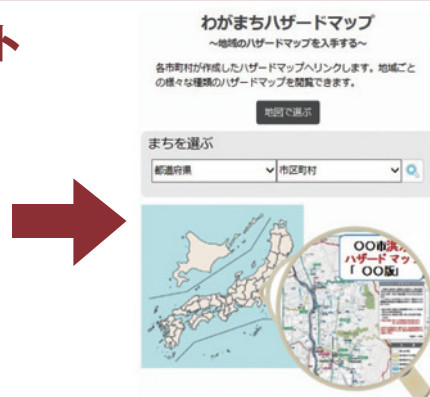 ト
わがまちハザードマップ
～地域のハザードマップを入手する～
各市町村が作成したハザードマップへリンクします。地域ごと
の様々な種類のハザードマップを閲覧できます。
地図で選ぶ
まちを選ぶ
都道府県
市区町村
〇〇市洪水
ハザード マップ
「 〇〇版」